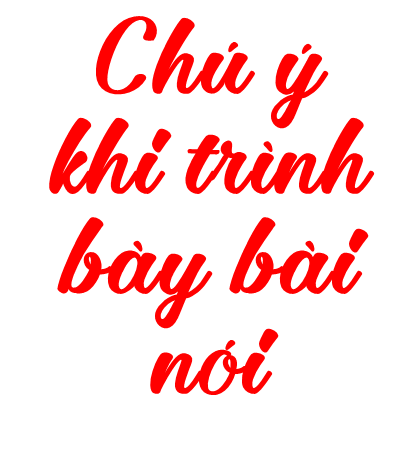 Chú ý
khi trình
bày bài
nói